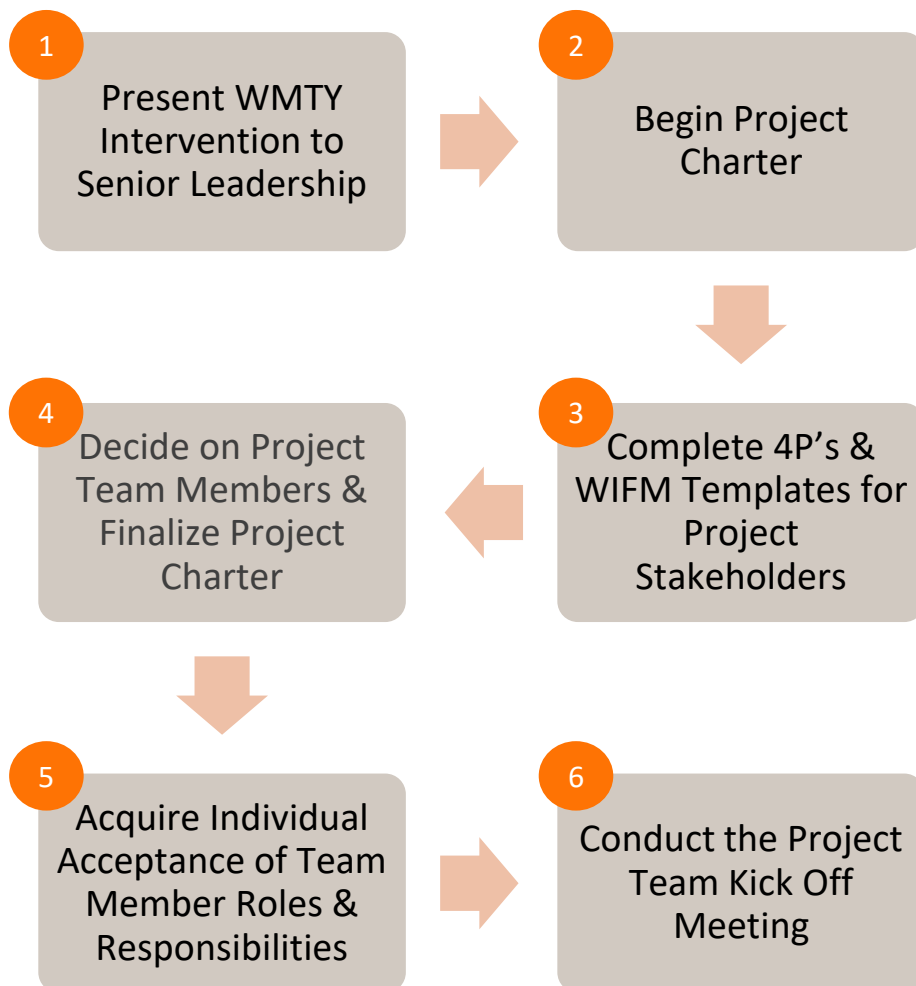 1
Present WMTY
Intervention to
Senior Leadership
2
Begin Project
Charter
3
Complete 4P’s &
WIFM Templates for
Project
Stakeholders
4
Decide on Project
Team Members &
Finalize Project
Charter
5
Acquire Individual
Acceptance of Team
Member Roles &
Responsibilities
6
Conduct the Project
Team Kick Off
Meeting